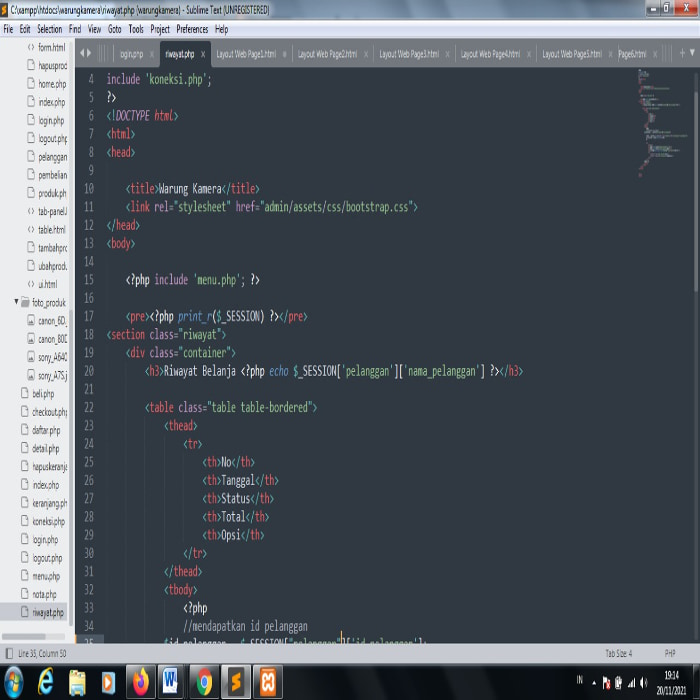 C:\xampp\htdocs\warungkamera\riwayat.php (warungkamera) - Sublime Text (UNREGISTERED)
File Edit Selection Find View Goto Tools Project Preferences Help
login.php × riwayat.php × Layout Web Page1.html Layout Web Page2.html × Layout Web Page3.html × Layout Web Page4.html × Layout Web Page5.html × Page6.html ×
<> form.html
hapusprod
home.php
index.php
login.php
logout.php
pelanggan
pembelian
produk.ph
<> tab-panel.
<> table.html
tambahpro
ubahprodu
<> ui.html
foto_produk
canon_6D.
canon_80D
sony_A640
sony_A7S.j
beli.php
checkout.php
daftar.php
detail.php
hapuskeranj
index.php
keranjang.ph
koneksi.php
login.php
logout.php
menu.php
nota.php
riwayat.php
4 include 'koneksi.php';
5 ?>
6 <!DOCTYPE html>
7 <html>
8 <head>
9
10 <title>Warung Kamera</title>
11 <link rel="stylesheet" href="admin/assets/css/bootstrap.css">
12 </head>
13 <body>
14
15 <?php include 'menu.php'; ?>
16
17 <pre><?php print_r($_SESSION) ?></pre>
18 <section class="riwayat">
19 <div class="container">
20 <h3>Riwayat Belanja <?php echo $_SESSION['pelanggan']['nama_pelanggan'] ?></h3>
21
22 <table class="table table-bordered">
23 <thead>
24 <tr>
25 <th>No</th>
26 <th>Tanggal</th>
27 <th>Status</th>
28 <th>Total</th>
29 <th>Opsi</th>
30 </tr>
31 </thead>
32 <tbody>
33 <?php
34 //mendapatkan id pelanggan
35 $id_pelanggan = $_SESSION["pelanggan"]['id_pelanggan'];
Line 35, Column 50 Tab Size: 4 PHP
IN 19:14
20/11/2021